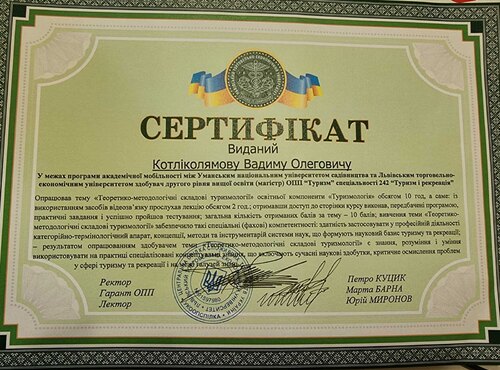 СЕРТИФІКАТ
Виданий
Котліколямову Вадиму Олеговичу
У межах програми академічної мобільності між Уманським національним університетом садівництва та Львівським торговельно-
економічним університетом здобувач другого рівня вищої освіти (магістр) ОПП "Туризм" спеціальності 242 "Туризм і рекреація"
Опрацював тему «Теоретико-методологічні складові туризмології» освітньої компоненти «Туризмологія» обсягом 10 год, а саме: із
використанням засобів відеозв'язку прослухав лекцію обсягом 2 год.; отримавши доступ до сторінки курсу виконав, передбачені програмою,
практичні завдання і успішно пройшов тестування; загальна кількість отриманих балів за тему – 10 балів; вивчення теми «Теоретико-
методологічні складові туризмології» забезпечило такі спеціальні (фахові) компетентності: здатність застосовувати у професійній діяльності
категорійно-термінологічний апарат, концепції, методи та інструментарій системи наук, що формують науковий базис туризму та рекреації;
– результатом опрацювання здобувачем теми «Теоретико-методологічні складові туризмології» є знання, розуміння і уміння
використовувати на практиці спеціалізовані концептуальні знання, що включають сучасні наукові здобутки, критичне осмислення проблем
у сфері туризму та рекреації і на межі галузей знань
Ректор Петро КУЦИК
Гарант ОПП Марта БАРНА
Лектор Юрій МИРОНОВ